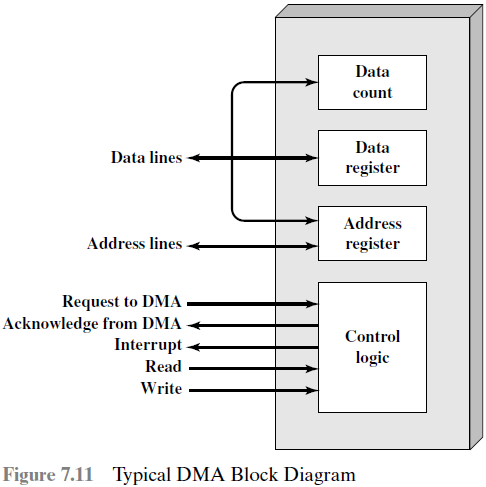 Data
count
Data lines
Data
register
Address lines
Address
register
Request to DMA
Acknowledge from DMA
Interrupt
Read
Write
Control
logic
Figure 7.11 Typical DMA Block Diagram